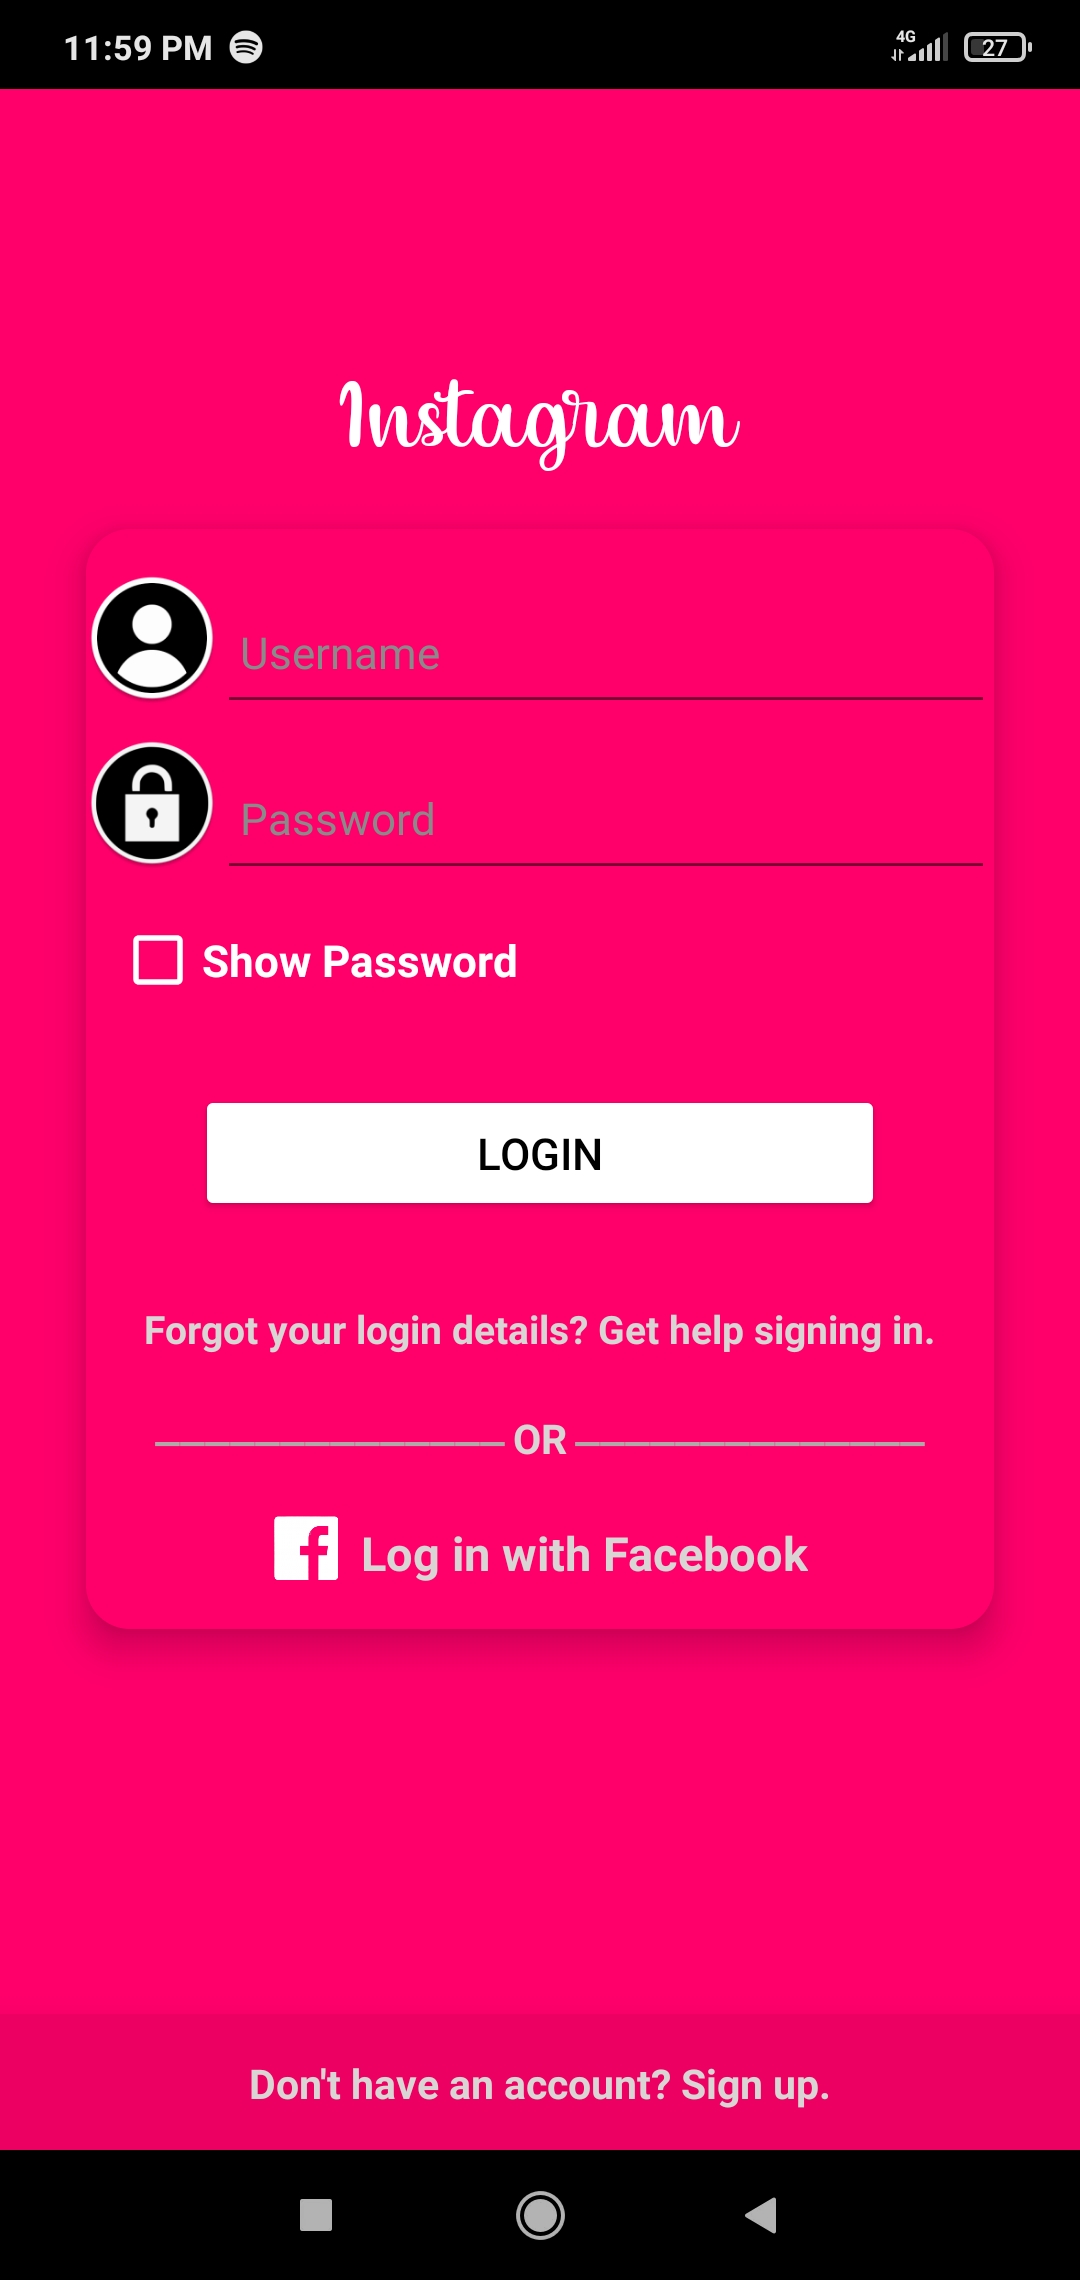 11:59 PM
4G
27
Instagram
Username
Password
Show Password
LOGIN
Forgot your login details? Get help signing in.
OR
Log in with Facebook
Don't have an account? Sign up.